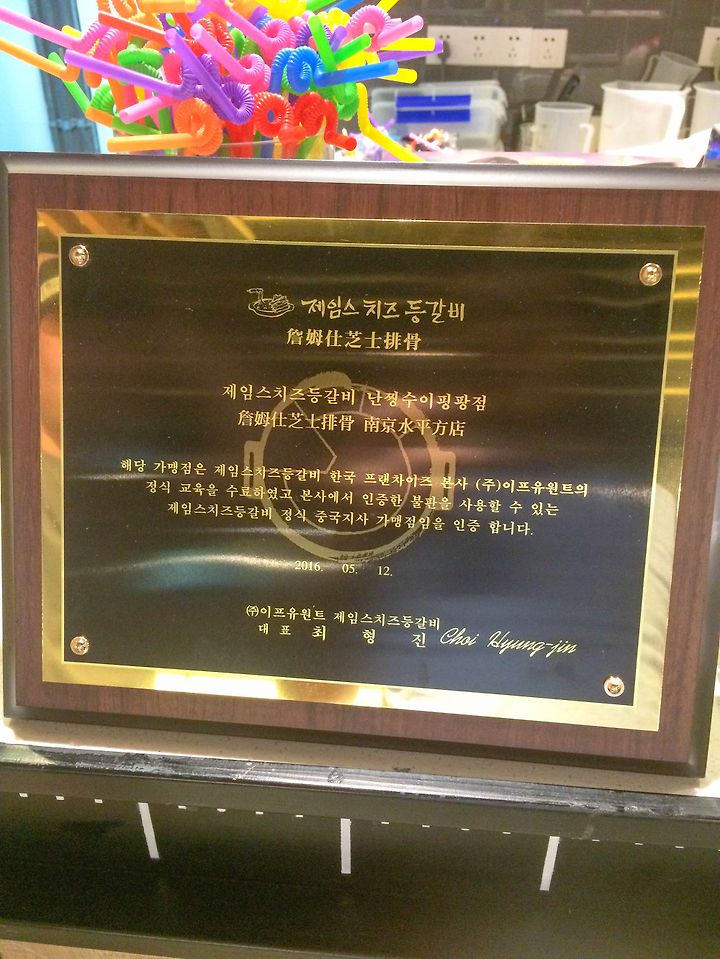 제임스 치즈 등갈비
詹姆仕芝士排骨
제임스치즈등갈비 난찡수이핑팡점
詹姆仕芝士排骨 南京水平方店
해당 가맹점은 제임스치즈등갈비 한국 프랜차이즈 본사 (주)이프유원트의
정식 교육을 수료하였고 본사에서 인증한 불판을 사용할 수 있는
제임스치즈등갈비 정식 중국지사 가맹점임을 인증 합니다.
2016. 05. 12.
㈜이프유원트 제임스치즈등갈비
대표 최 형 진 Choi Hyung-jin